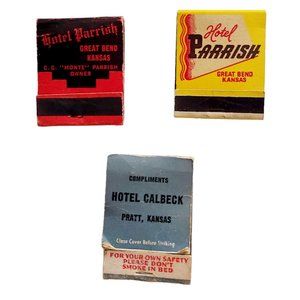 Hotel Parrish
GREAT BEND
KANSAS
C. C. "MONTE" PARRISH
OWNER
Hotel
PARRISH
GREAT BEND
KANSAS
COMPLIMENTS
HOTEL CALBECK
PRATT, KANSAS
Close Cover Before Striking
FOR YOUR OWN SAFETY
PLEASE DON'T
SMOKE IN BED